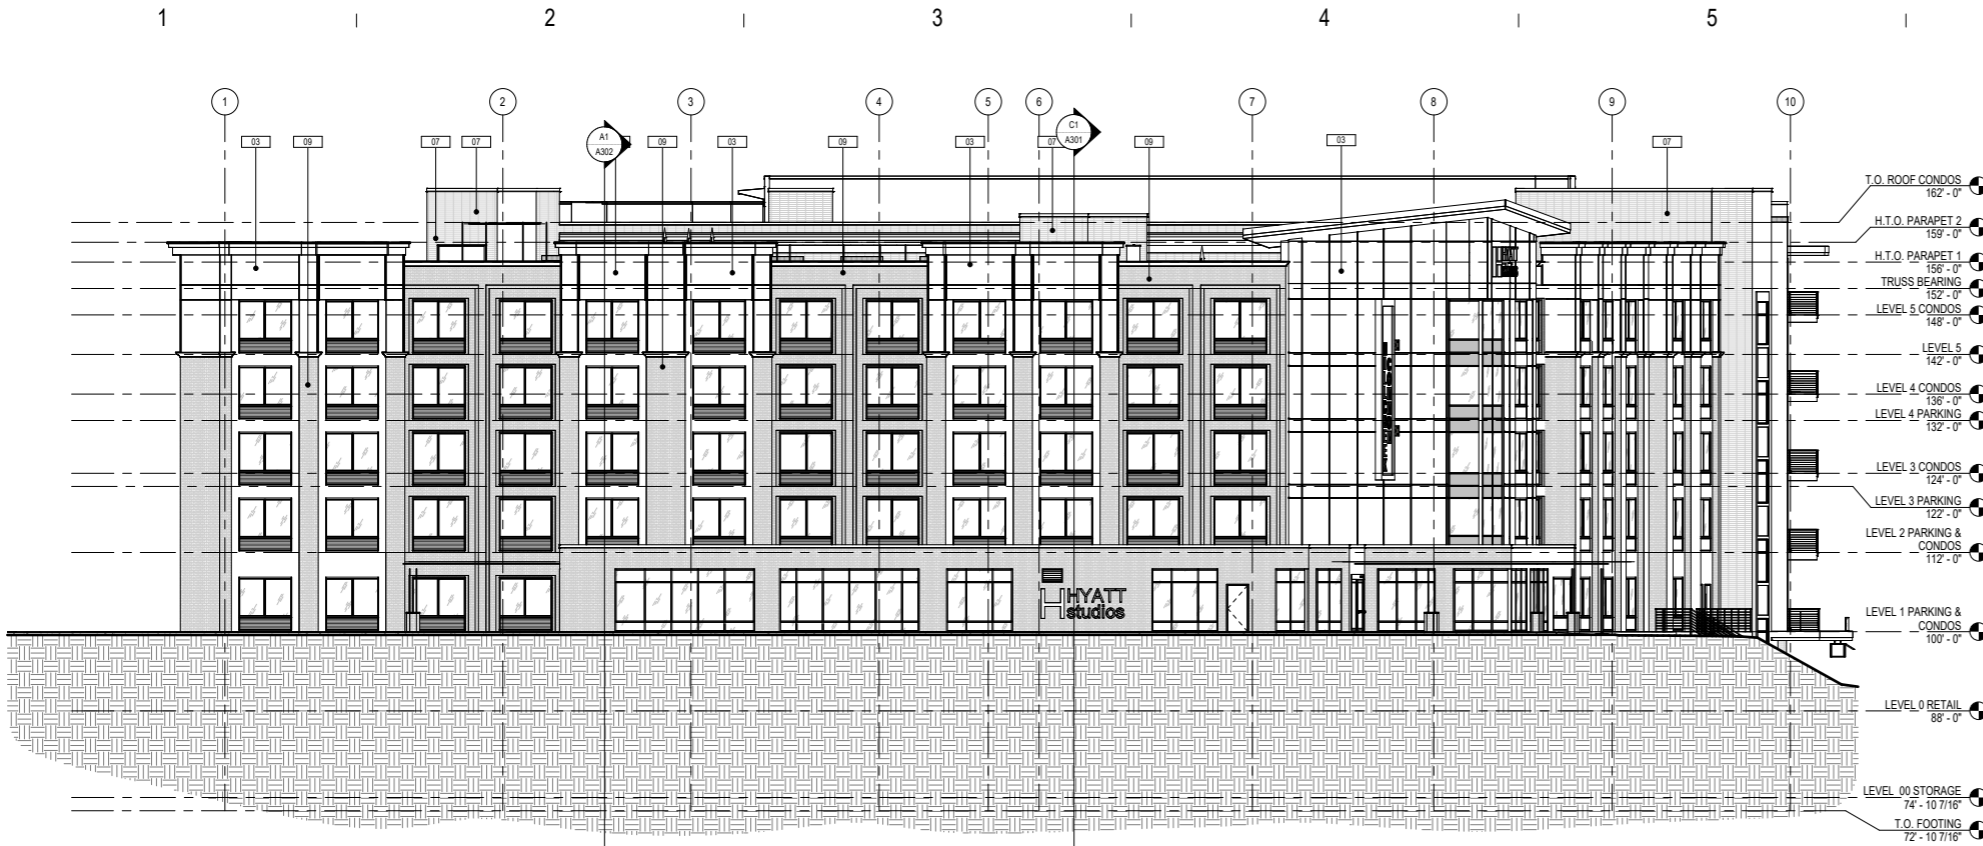 1 2 3 4 5
1 2 3 4 5 6 7 8 9 10
A1
A302
C1
A301
03 09 07 07 09 03 09 03 07 09 03 07
T.O. ROOF CONDOS
162' - 0"
H.T.O. PARAPET 2
159' - 0"
H.T.O. PARAPET 1
156' - 0"
TRUSS BEARING
152' - 0"
LEVEL 5 CONDOS
148' - 0"
LEVEL 5
142' - 0"
LEVEL 4 CONDOS
136' - 0"
LEVEL 4 PARKING
132' - 0"
LEVEL 3 CONDOS
124' - 0"
LEVEL 3 PARKING
122' - 0"
LEVEL 2 PARKING &
CONDOS
112' - 0"
HYATT
studios
LEVEL 1 PARKING &
CONDOS
100' - 0"
LEVEL 0 RETAIL
88' - 0"
LEVEL 00 STORAGE
74' - 10 7/16"
T.O. FOOTING
72' - 10 7/16"